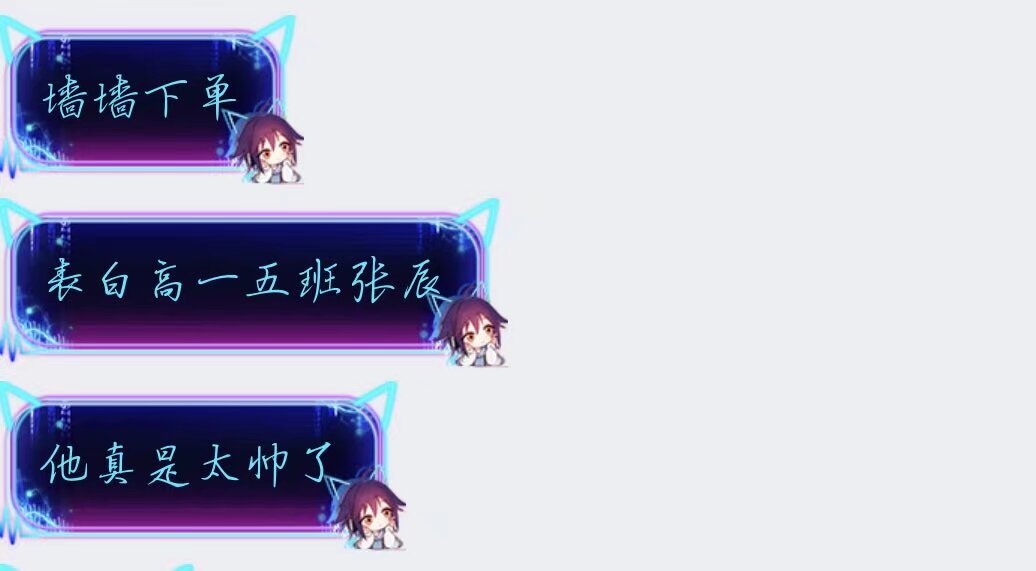 墙墙下单
表白高一五班张辰
他真是太帅了